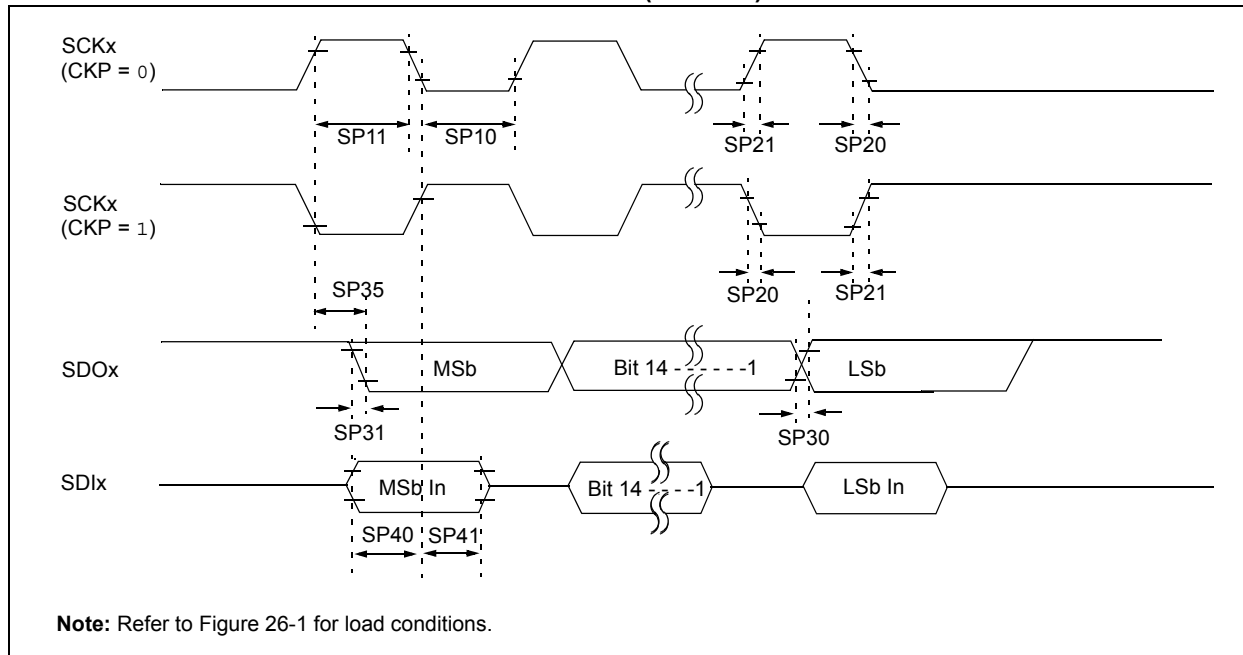 SCKx
(CKP = 0)
SP11
SP10
SP21
SP20
SCKx
(CKP = 1)
SP35
SP20
SP21
SDOx
MSb
Bit 14 - - - - - -1
LSb
SP31
SP30
SDIx
MSb In
Bit 14 - - - - -1
LSb In
SP40
SP41
Note: Refer to Figure 26-1 for load conditions.